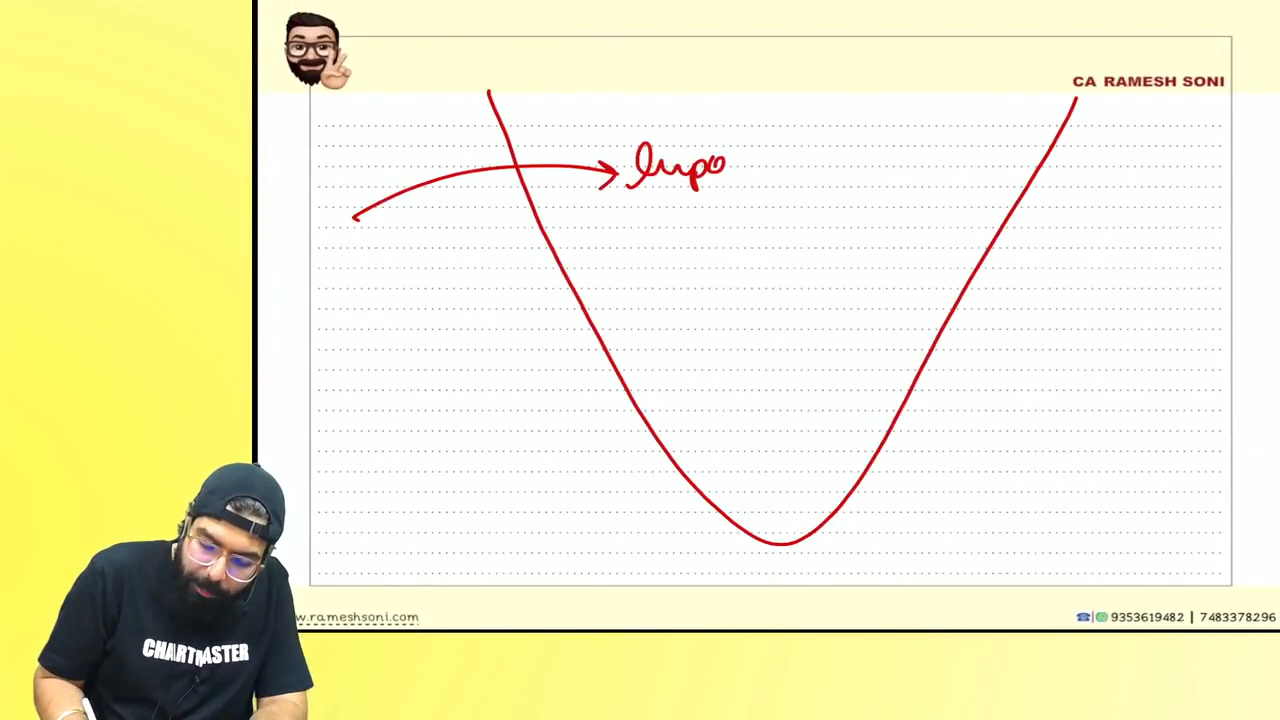 CA RAMESH SONI
Impo
w.rameshsoni.com
9353619482 | 7483378296
CHARTMASTER